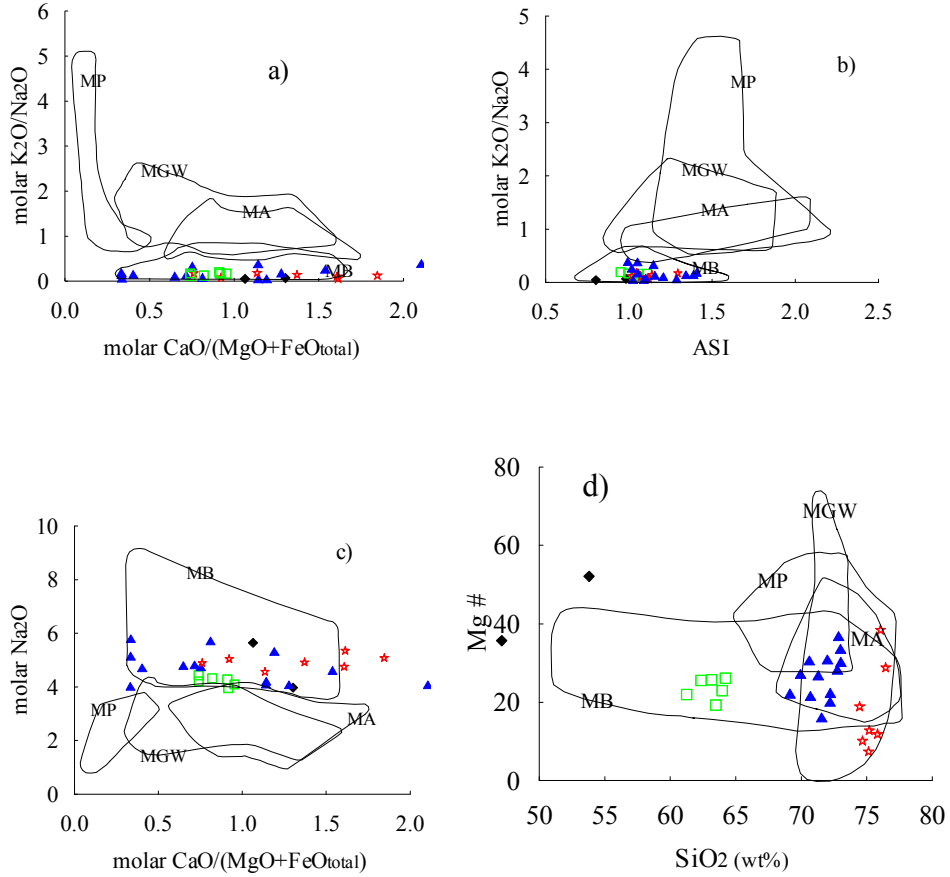 a)
molar K2O/Na2O
6
5
4
3
2
1
0
MP
MGW
MA
MB
0.0 0.5 1.0 1.5 2.0
molar CaO/(MgO+FeOtotal)
b)
molar K2O/Na2O
5
4
3
2
1
0
MP
MGW
MA
MB
0.5 1.0 1.5 2.0 2.5
ASI
c)
molar Na2O
10
8
6
4
2
0
MB
MP
MA
MGW
0.0 0.5 1.0 1.5 2.0
molar CaO/(MgO+FeOtotal)
d)
Mg #
80
60
40
20
0
MGW
MP
MA
MB
50 55 60 65 70 75 80
SiO2 (wt%)